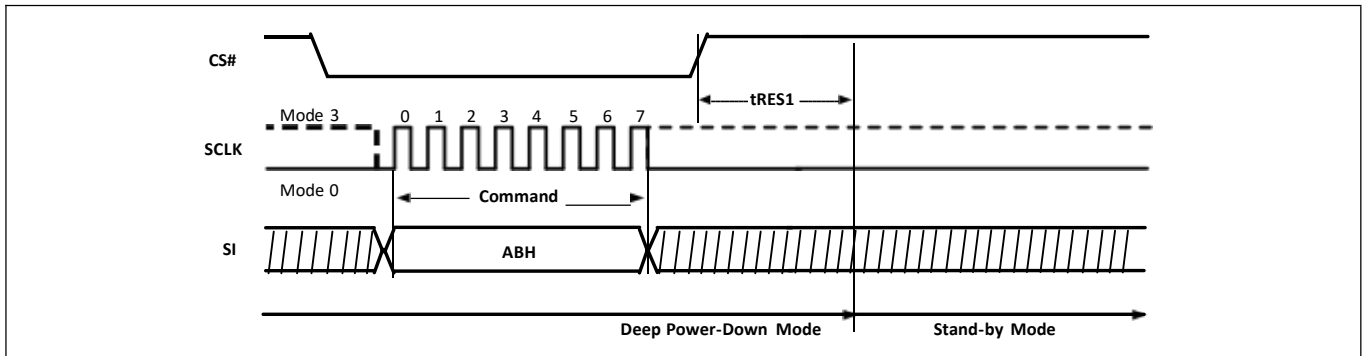 CS#
tRES1
Mode 3
0 1 2 3 4 5 6 7
SCLK
Mode 0
Command
SI
ABH
Deep Power-Down Mode
Stand-by Mode